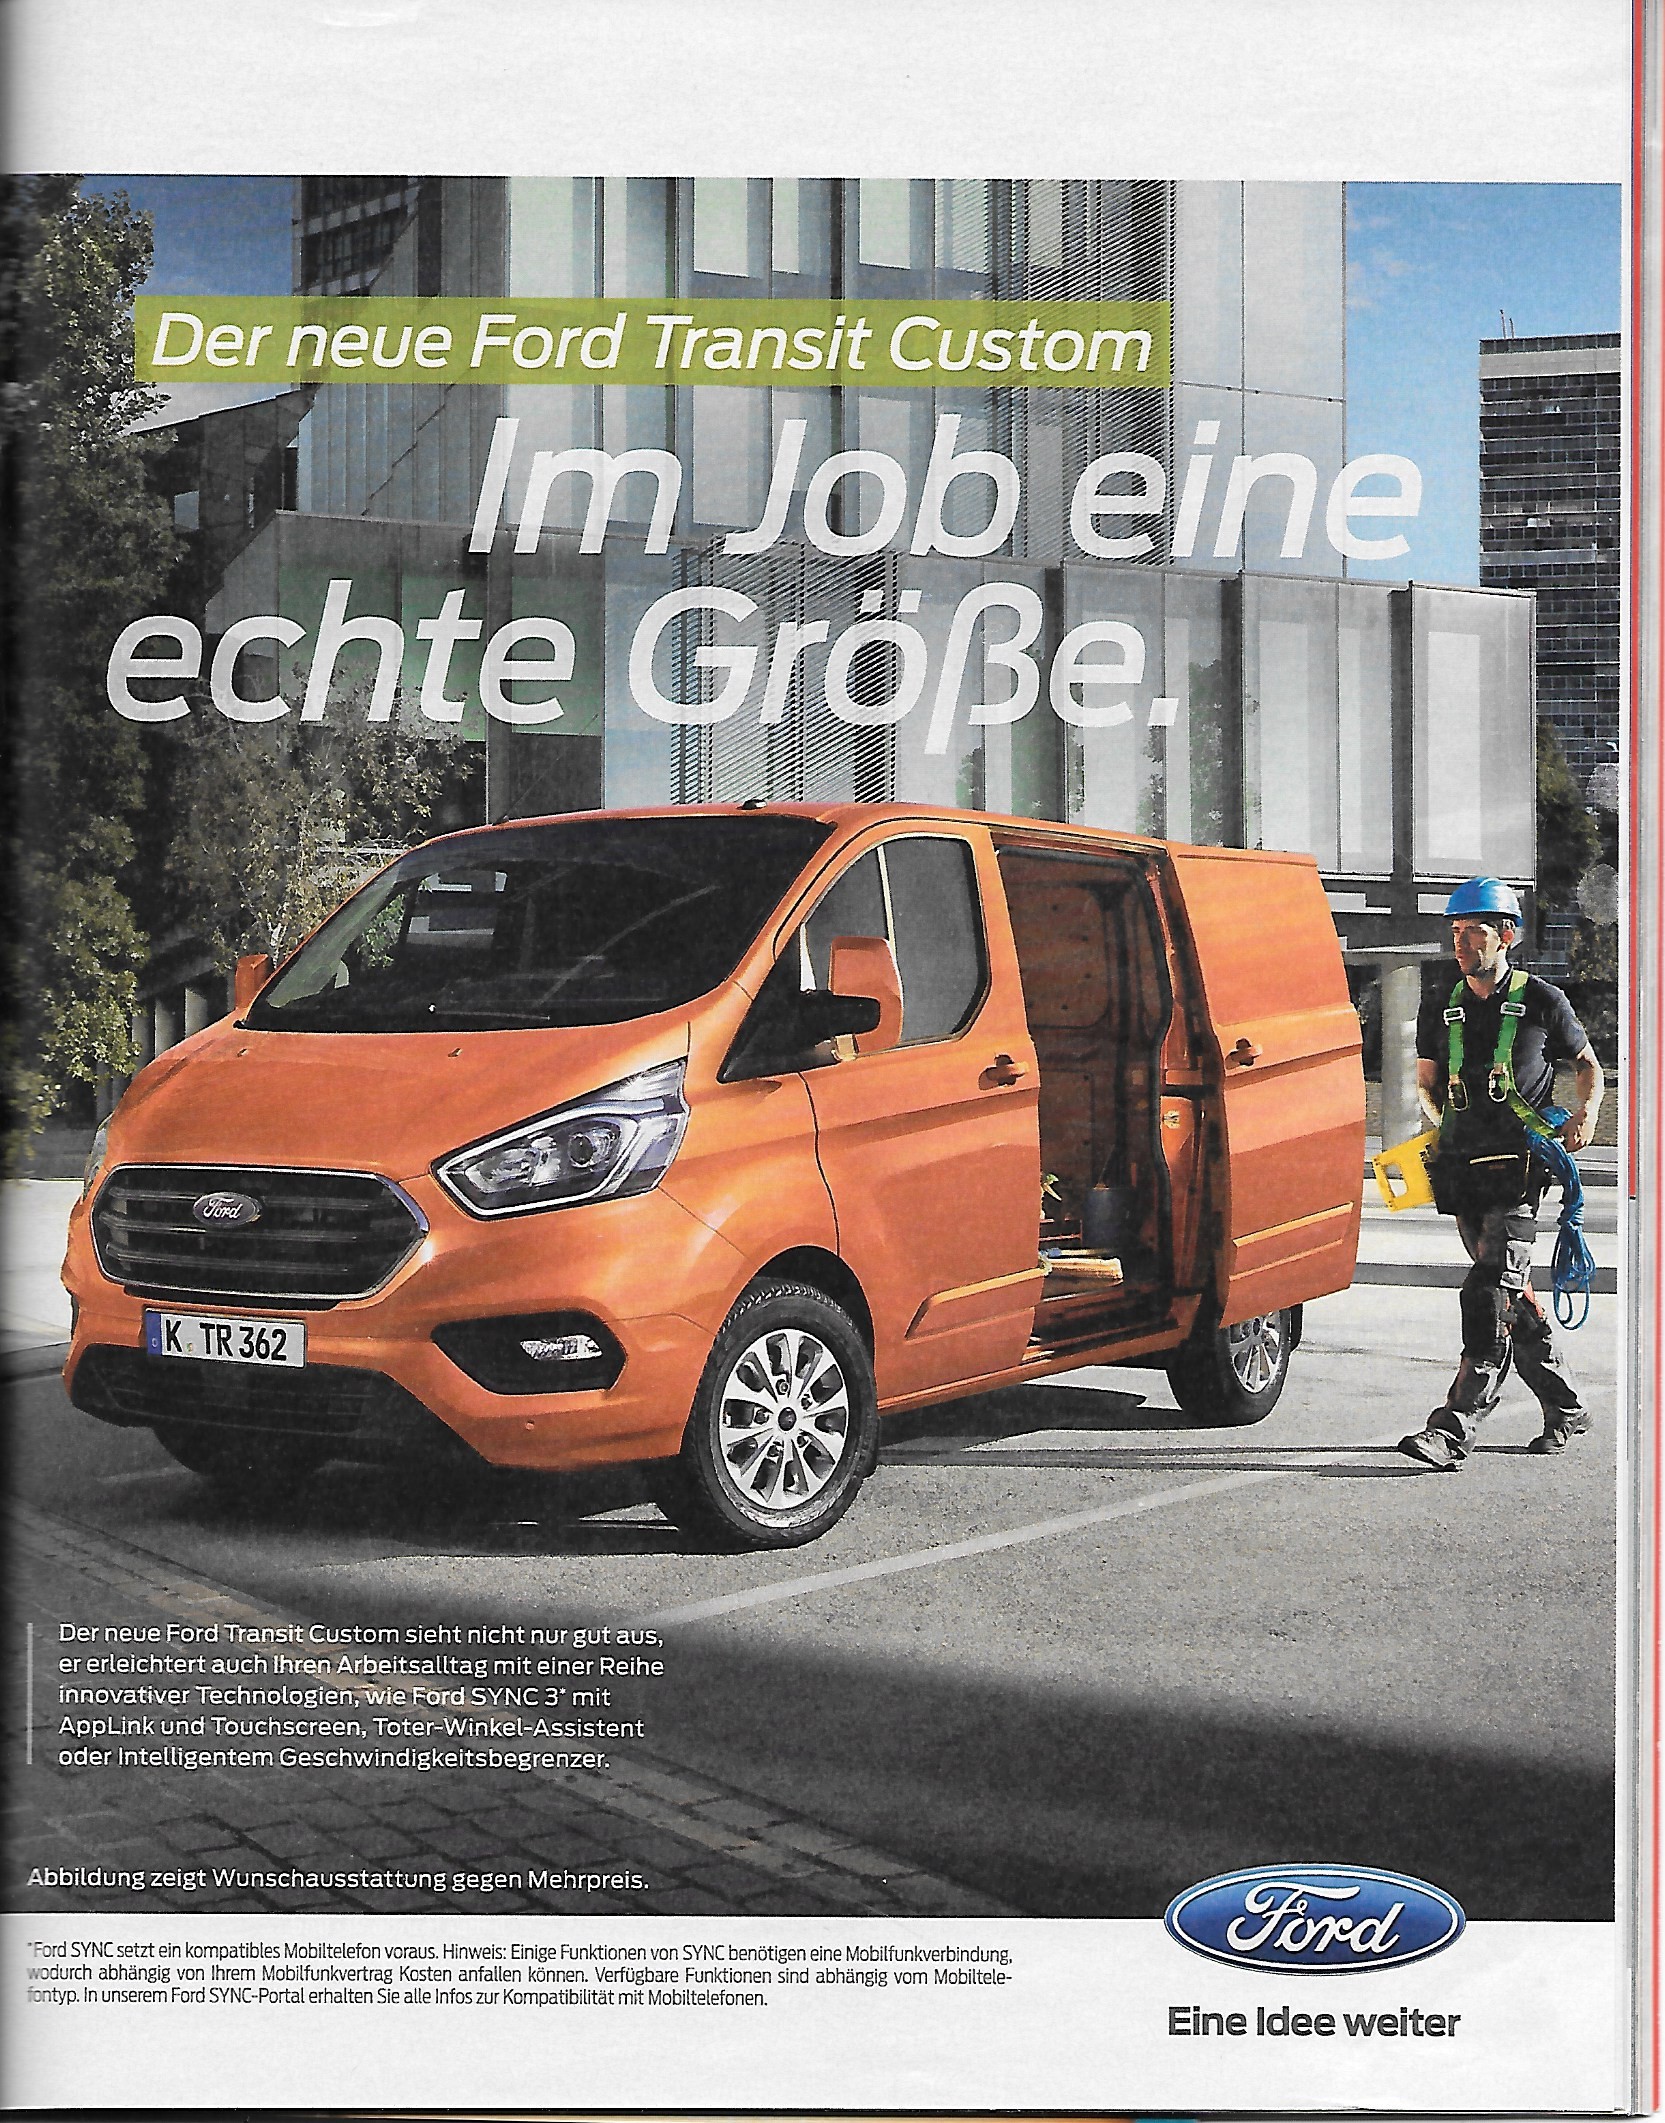 Der neue Ford Transit Custom
Im Job eine
echte Größe.
Ford
K TR 362
Der neue Ford Transit Custom sieht nicht nur gut aus,
er erleichtert auch Ihren Arbeitsalltag mit einer Reihe
innovativer Technologien, wie Ford SYNC 3* mit
AppLink und Touchscreen, Toter-Winkel-Assistent
oder Intelligentem Geschwindigkeitsbegrenzer.
Abbildung zeigt Wunschausstattung gegen Mehrpreis.
*Ford SYNC setzt ein kompatibles Mobiltelefon voraus. Hinweis: Einige Funktionen von SYNC benötigen eine Mobilfunkverbindung,
wodurch abhängig von Ihrem Mobilfunkvertrag Kosten anfallen können. Verfügbare Funktionen sind abhängig vom Mobiltele-
fontyp. In unserem Ford SYNC-Portal erhalten Sie alle Infos zur Kompatibilität mit Mobiltelefonen.
Ford
Eine Idee weiter